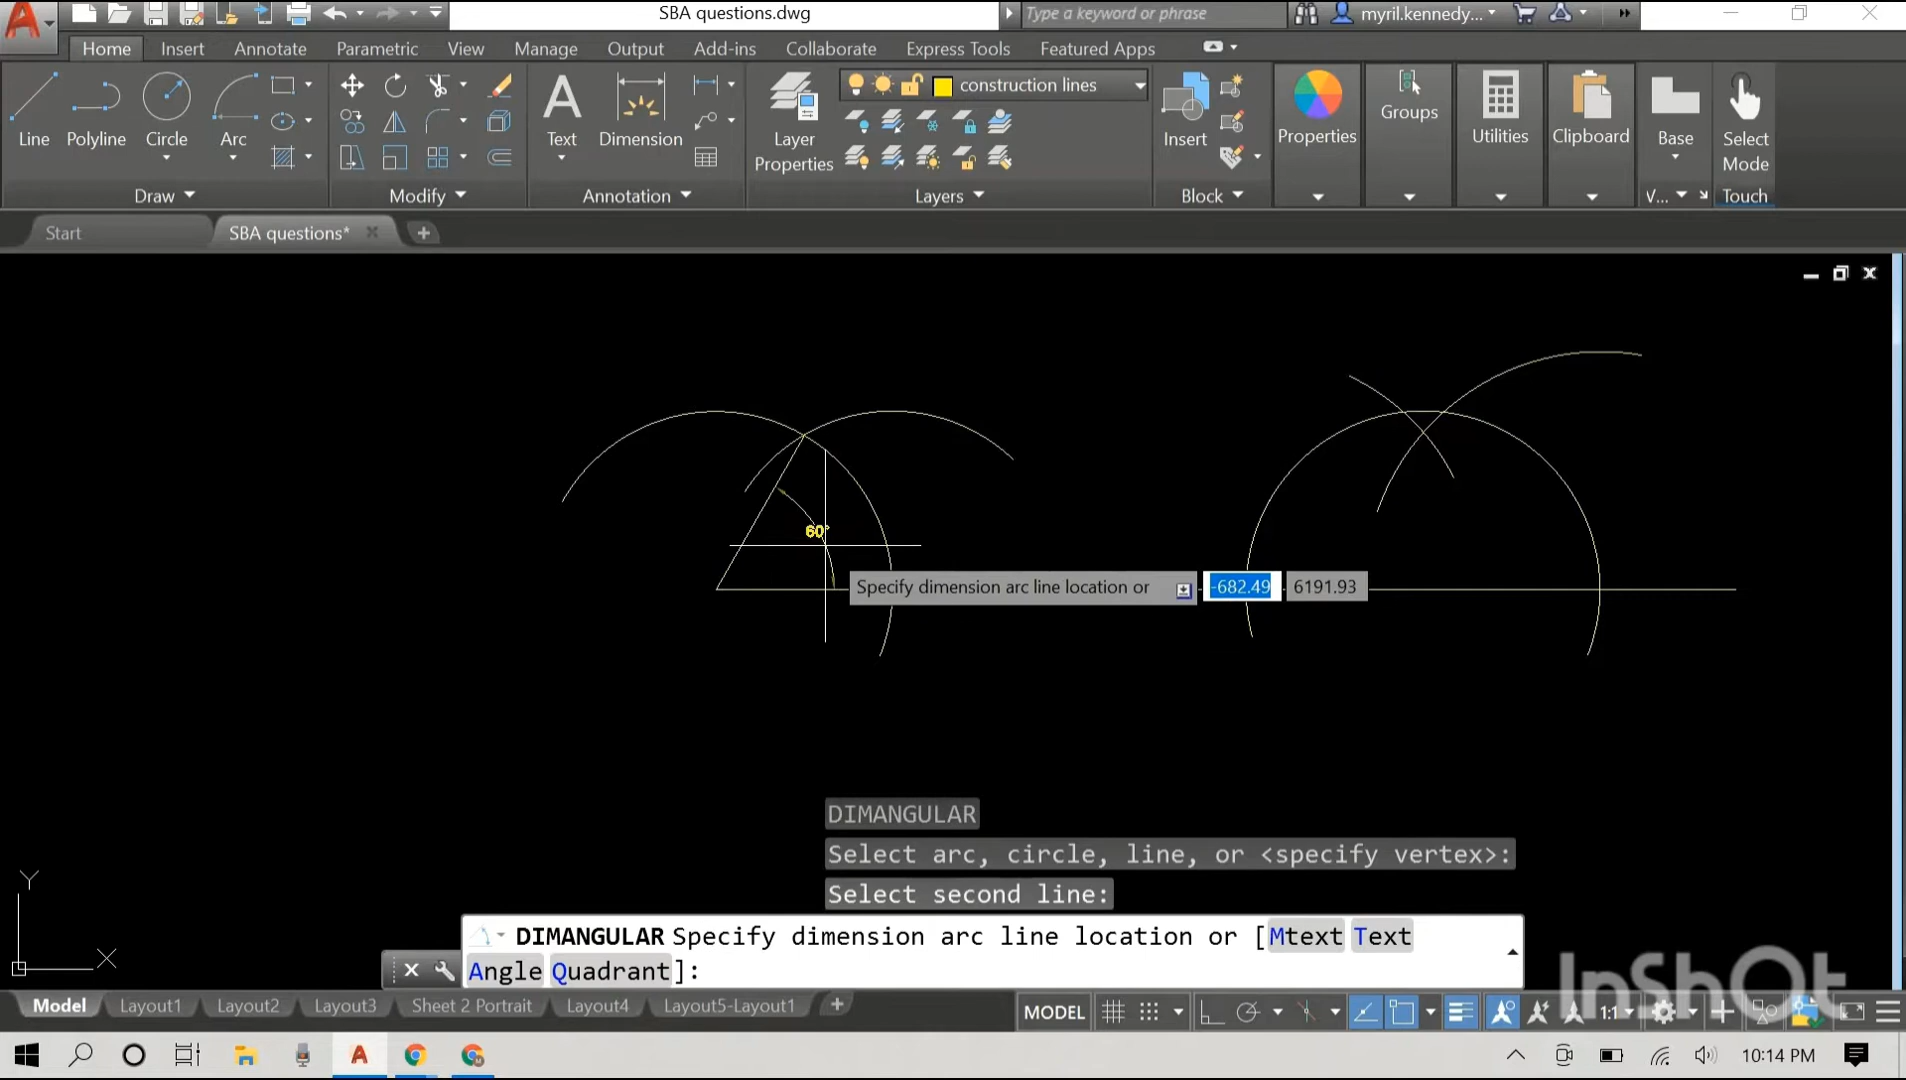 SBA questions.dwg
Type a keyword or phrase
myril.kennedy...
Home Insert Annotate Parametric View Manage Output Add-ins Collaborate Express Tools Featured Apps
construction lines
Line Polyline Circle Arc
Text Dimension
Layer Properties
Insert
Properties
Groups
Utilities
Clipboard
Base
Select Mode
Draw Modify Annotation Layers Block V... Touch
Start SBA questions*
60°
Specify dimension arc line location or -682.49 6191.93
DIMANGULAR
Select arc, circle, line, or <specify vertex>:
Select second line:
DIMANGULAR Specify dimension arc line location or [Mtext Text
Angle Quadrant]:
Y
X
InShOt
Model Layout1 Layout2 Layout3 Sheet 2 Portrait Layout4 Layout5-Layout1
MODEL 1:1
10:14 PM